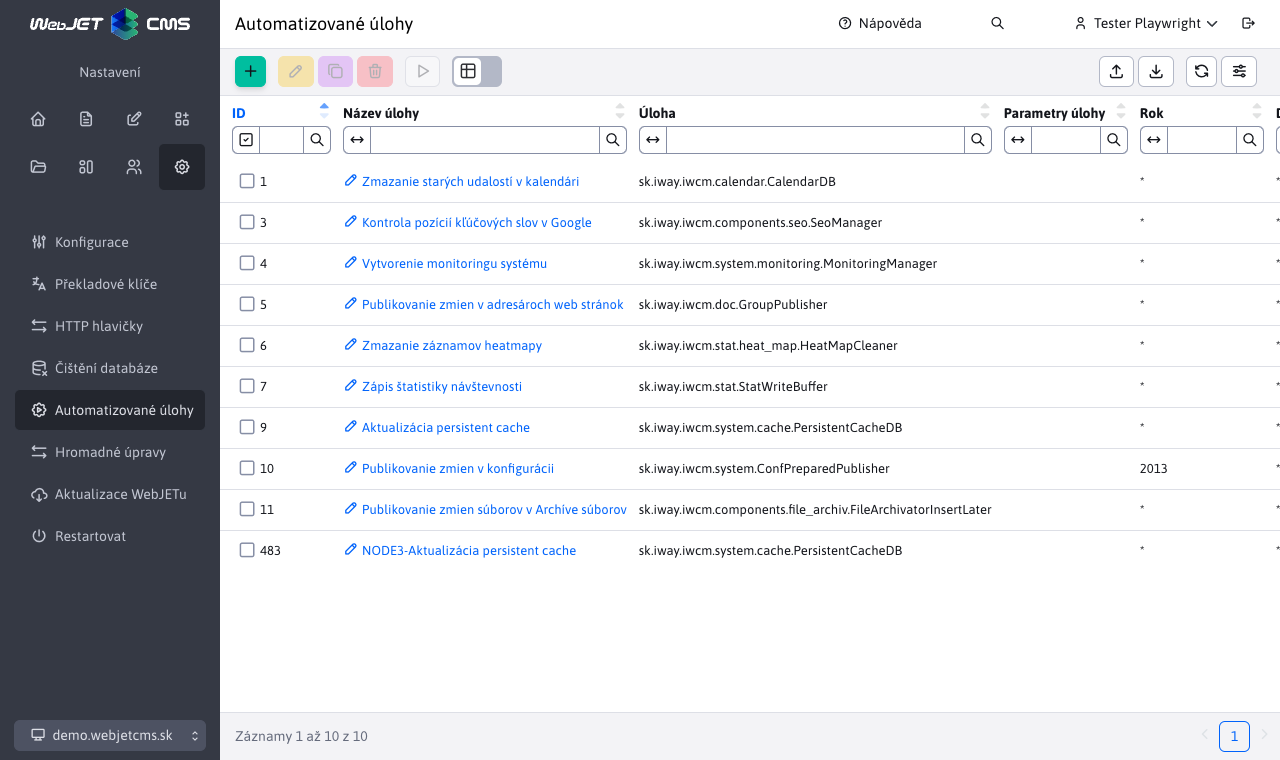 WebJET CMS
Automatizované úlohy
Nápověda
Tester Playwright
Nastavení
Konfigurace
Překladové klíče
HTTP hlavičky
Čištění databáze
Automatizované úlohy
Hromadné úpravy
Aktualizace WebJETu
Restartovat
demo.webjetcms.sk
ID Název úlohy Úloha Parametry úlohy Rok
1 Zmazanie starých udalostí v kalendári sk.iway.iwcm.calendar.CalendarDB * *
3 Kontrola pozícií kľúčových slov v Google sk.iway.iwcm.components.seo.SeoManager * *
4 Vytvorenie monitoringu systému sk.iway.iwcm.system.monitoring.MonitoringManager * *
5 Publikovanie zmien v adresároch web stránok sk.iway.iwcm.doc.GroupPublisher * *
6 Zmazanie záznamov heatmapy sk.iway.iwcm.stat.heat_map.HeatMapCleaner * *
7 Zápis štatistiky návštevnosti sk.iway.iwcm.stat.StatWriteBuffer * *
9 Aktualizácia persistent cache sk.iway.iwcm.system.cache.PersistentCacheDB * *
10 Publikovanie zmien v konfigurácii sk.iway.iwcm.system.ConfPreparedPublisher 2013 *
11 Publikovanie zmien súborov v Archíve súborov sk.iway.iwcm.components.file_archiv.FileArchivatorInsertLater * *
483 NODE3-Aktualizácia persistent cache sk.iway.iwcm.system.cache.PersistentCacheDB * *
Záznamy 1 až 10 z 10
1